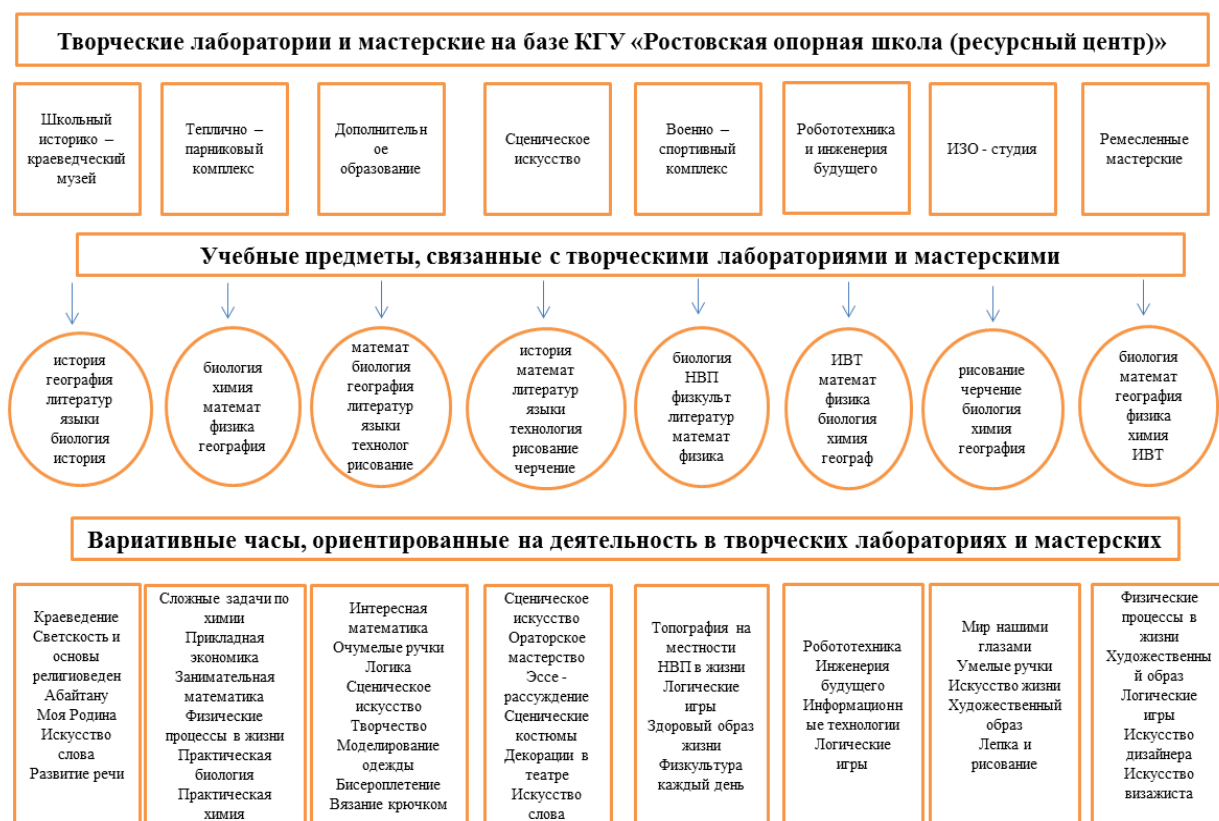 Творческие лаборатории и мастерские на базе КГУ «Ростовская опорная школа (ресурсный центр)»
Школьный
историко –
краеведческий
музей
Теплично –
парниковый
комплекс
Дополнительн
ое
образование
Сценическое
искусство
Военно –
спортивный
комплекс
Робототехника
и инженерия
будущего
ИЗО - студия
Ремесленные
мастерские
Учебные предметы, связанные с творческими лабораториями и мастерскими
история
география
литератур
языки
биология
история
биология
химия
математ
физика
география
математ
биология
география
литератур
языки
технолог
рисование
история
математ
литератур
языки
технология
рисование
черчение
биология
НВП
физкульт
литератур
математ
физика
ИВТ
математ
физика
биология
химия
географ
рисование
черчение
биология
химия
география
биология
математ
география
физика
химия
ИВТ
Вариативные часы, ориентированные на деятельность в творческих лабораториях и мастерских
Краеведение
Светскость и
основы
религиоведен
Абайтану
Моя Родина
Искусство
слова
Развитие речи
Сложные задачи по
химии
Прикладная
экономика
Занимательная
математика
Физические
процессы в жизни
Практическая
биология
Практическая
химия
Интересная
математика
Очумелые ручки
Логика
Сценическое
искусство
Творчество
Моделирование
одежды
Бисероплетение
Вязание крючком
Сценическое
искусство
Ораторское
мастерство
Эссе -
рассуждение
Сценические
костюмы
Декорации в
театре
Искусство
слова
Топография на
местности
НВП в жизни
Логические
игры
Здоровый образ
жизни
Физкультура
каждый день
Робототехника
Инженерия
будущего
Информационн
ые технологии
Логические
игры
Мир нашими
глазами
Умелые ручки
Искусство жизни
Художественный
образ
Лепка и
рисование
Физические
процессы в
жизни
Художественны
й образ
Логические
игры
Искусство
дизайнера
Искусство
визажиста